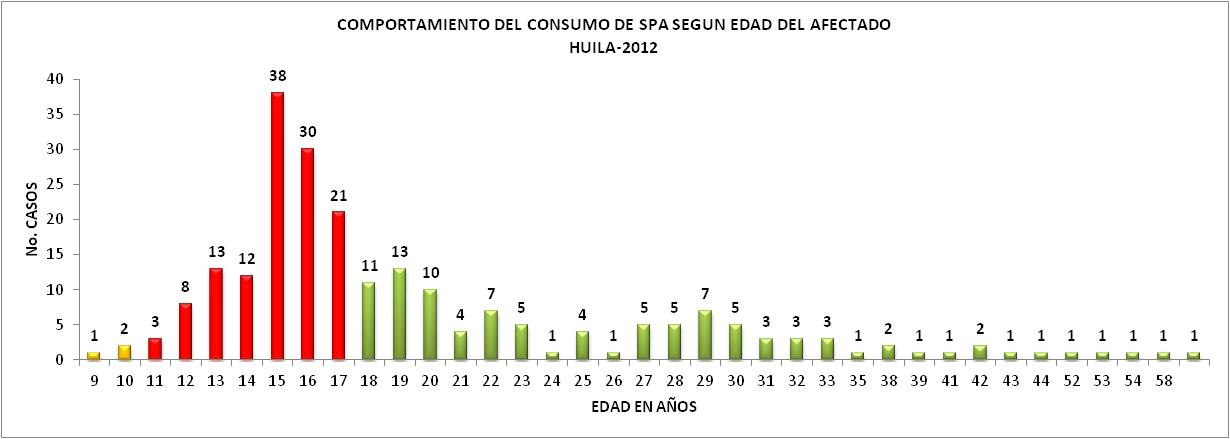 COMPORTAMIENTO DEL CONSUMO DE SPA SEGUN EDAD DEL AFECTADO
HUILA-2012
No. CASOS
40
35
30
25
20
15
10
5
0
1 2 3 8 13 12 38 30 21 11 13 10 4 7 5 1 4 1 5 5 7 5 3 3 3 1 2 1 1 2 1 1 1 1 1 1 1
9 10 11 12 13 14 15 16 17 18 19 20 21 22 23 24 25 26 27 28 29 30 31 32 33 35 38 39 41 42 43 44 52 53 54 58
EDAD EN AÑOS